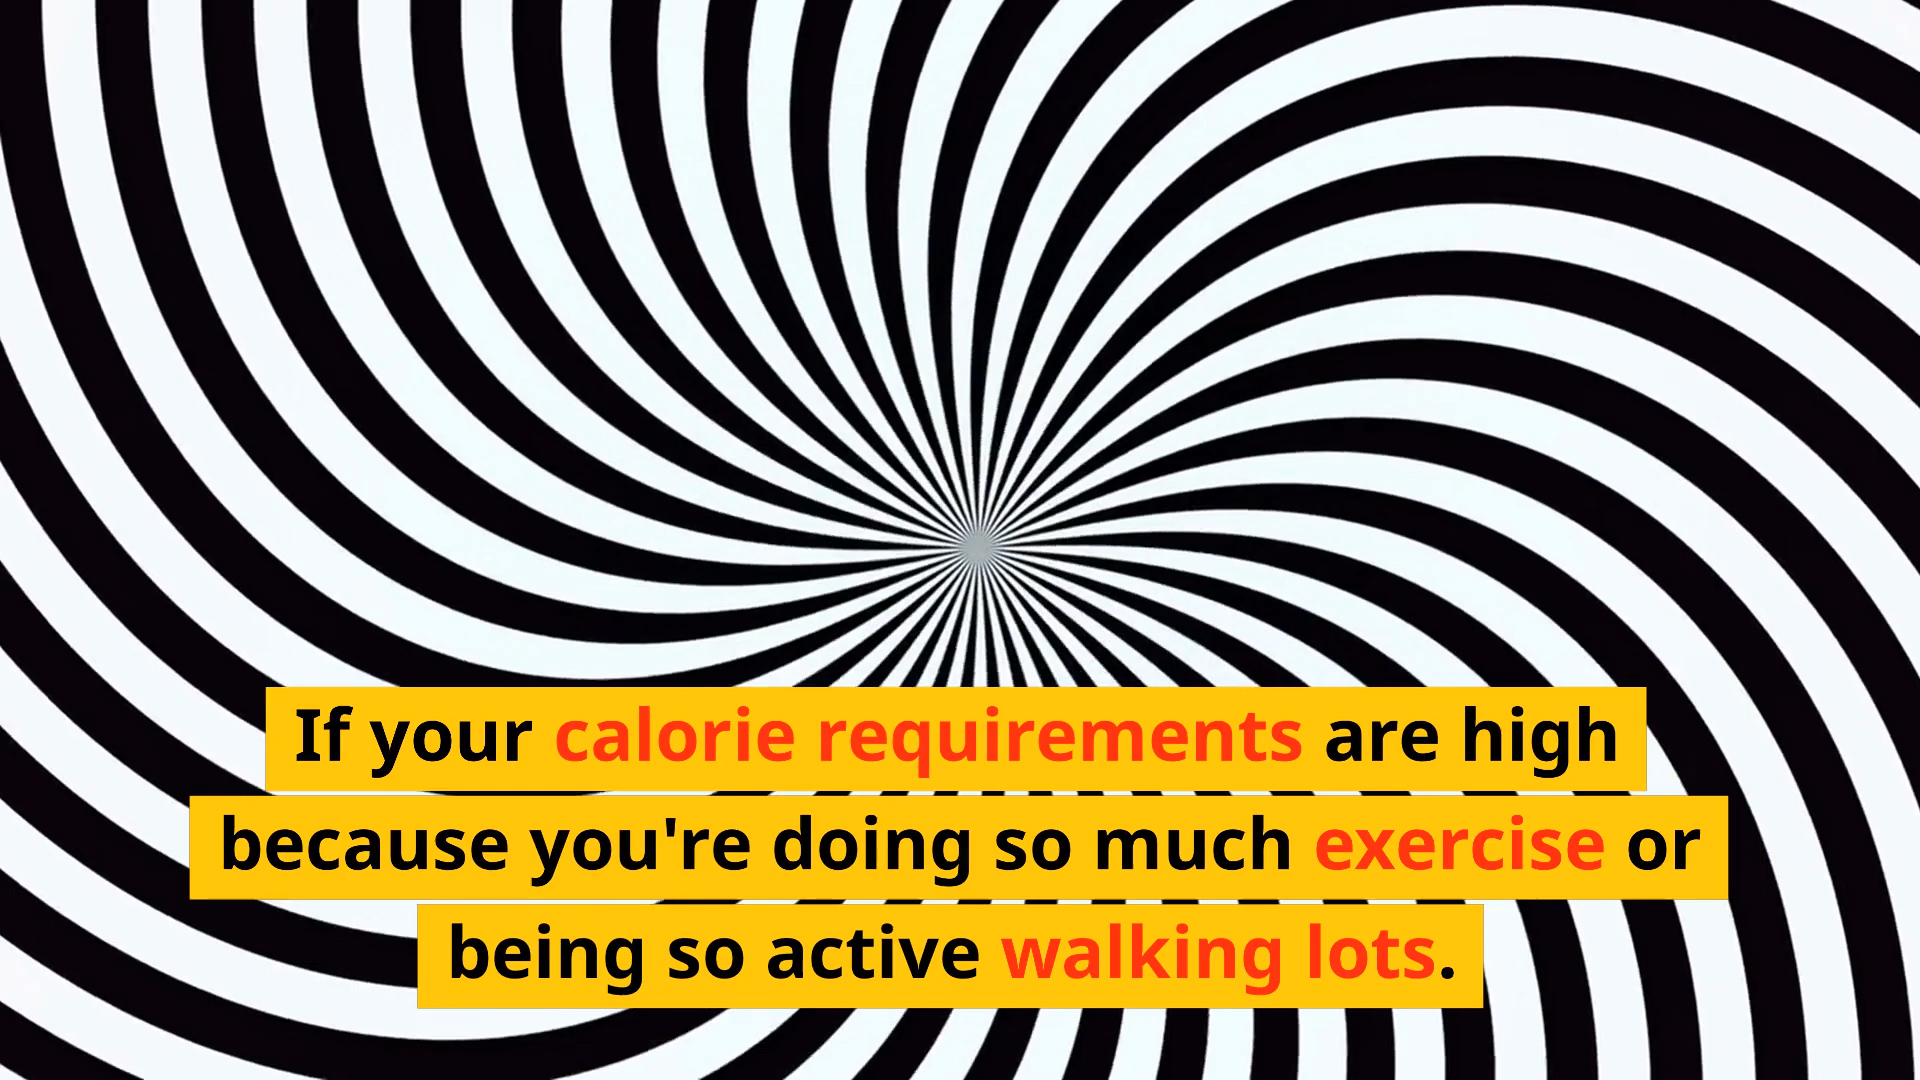 If your calorie requirements are high
because you're doing so much exercise or
being so active walking lots.